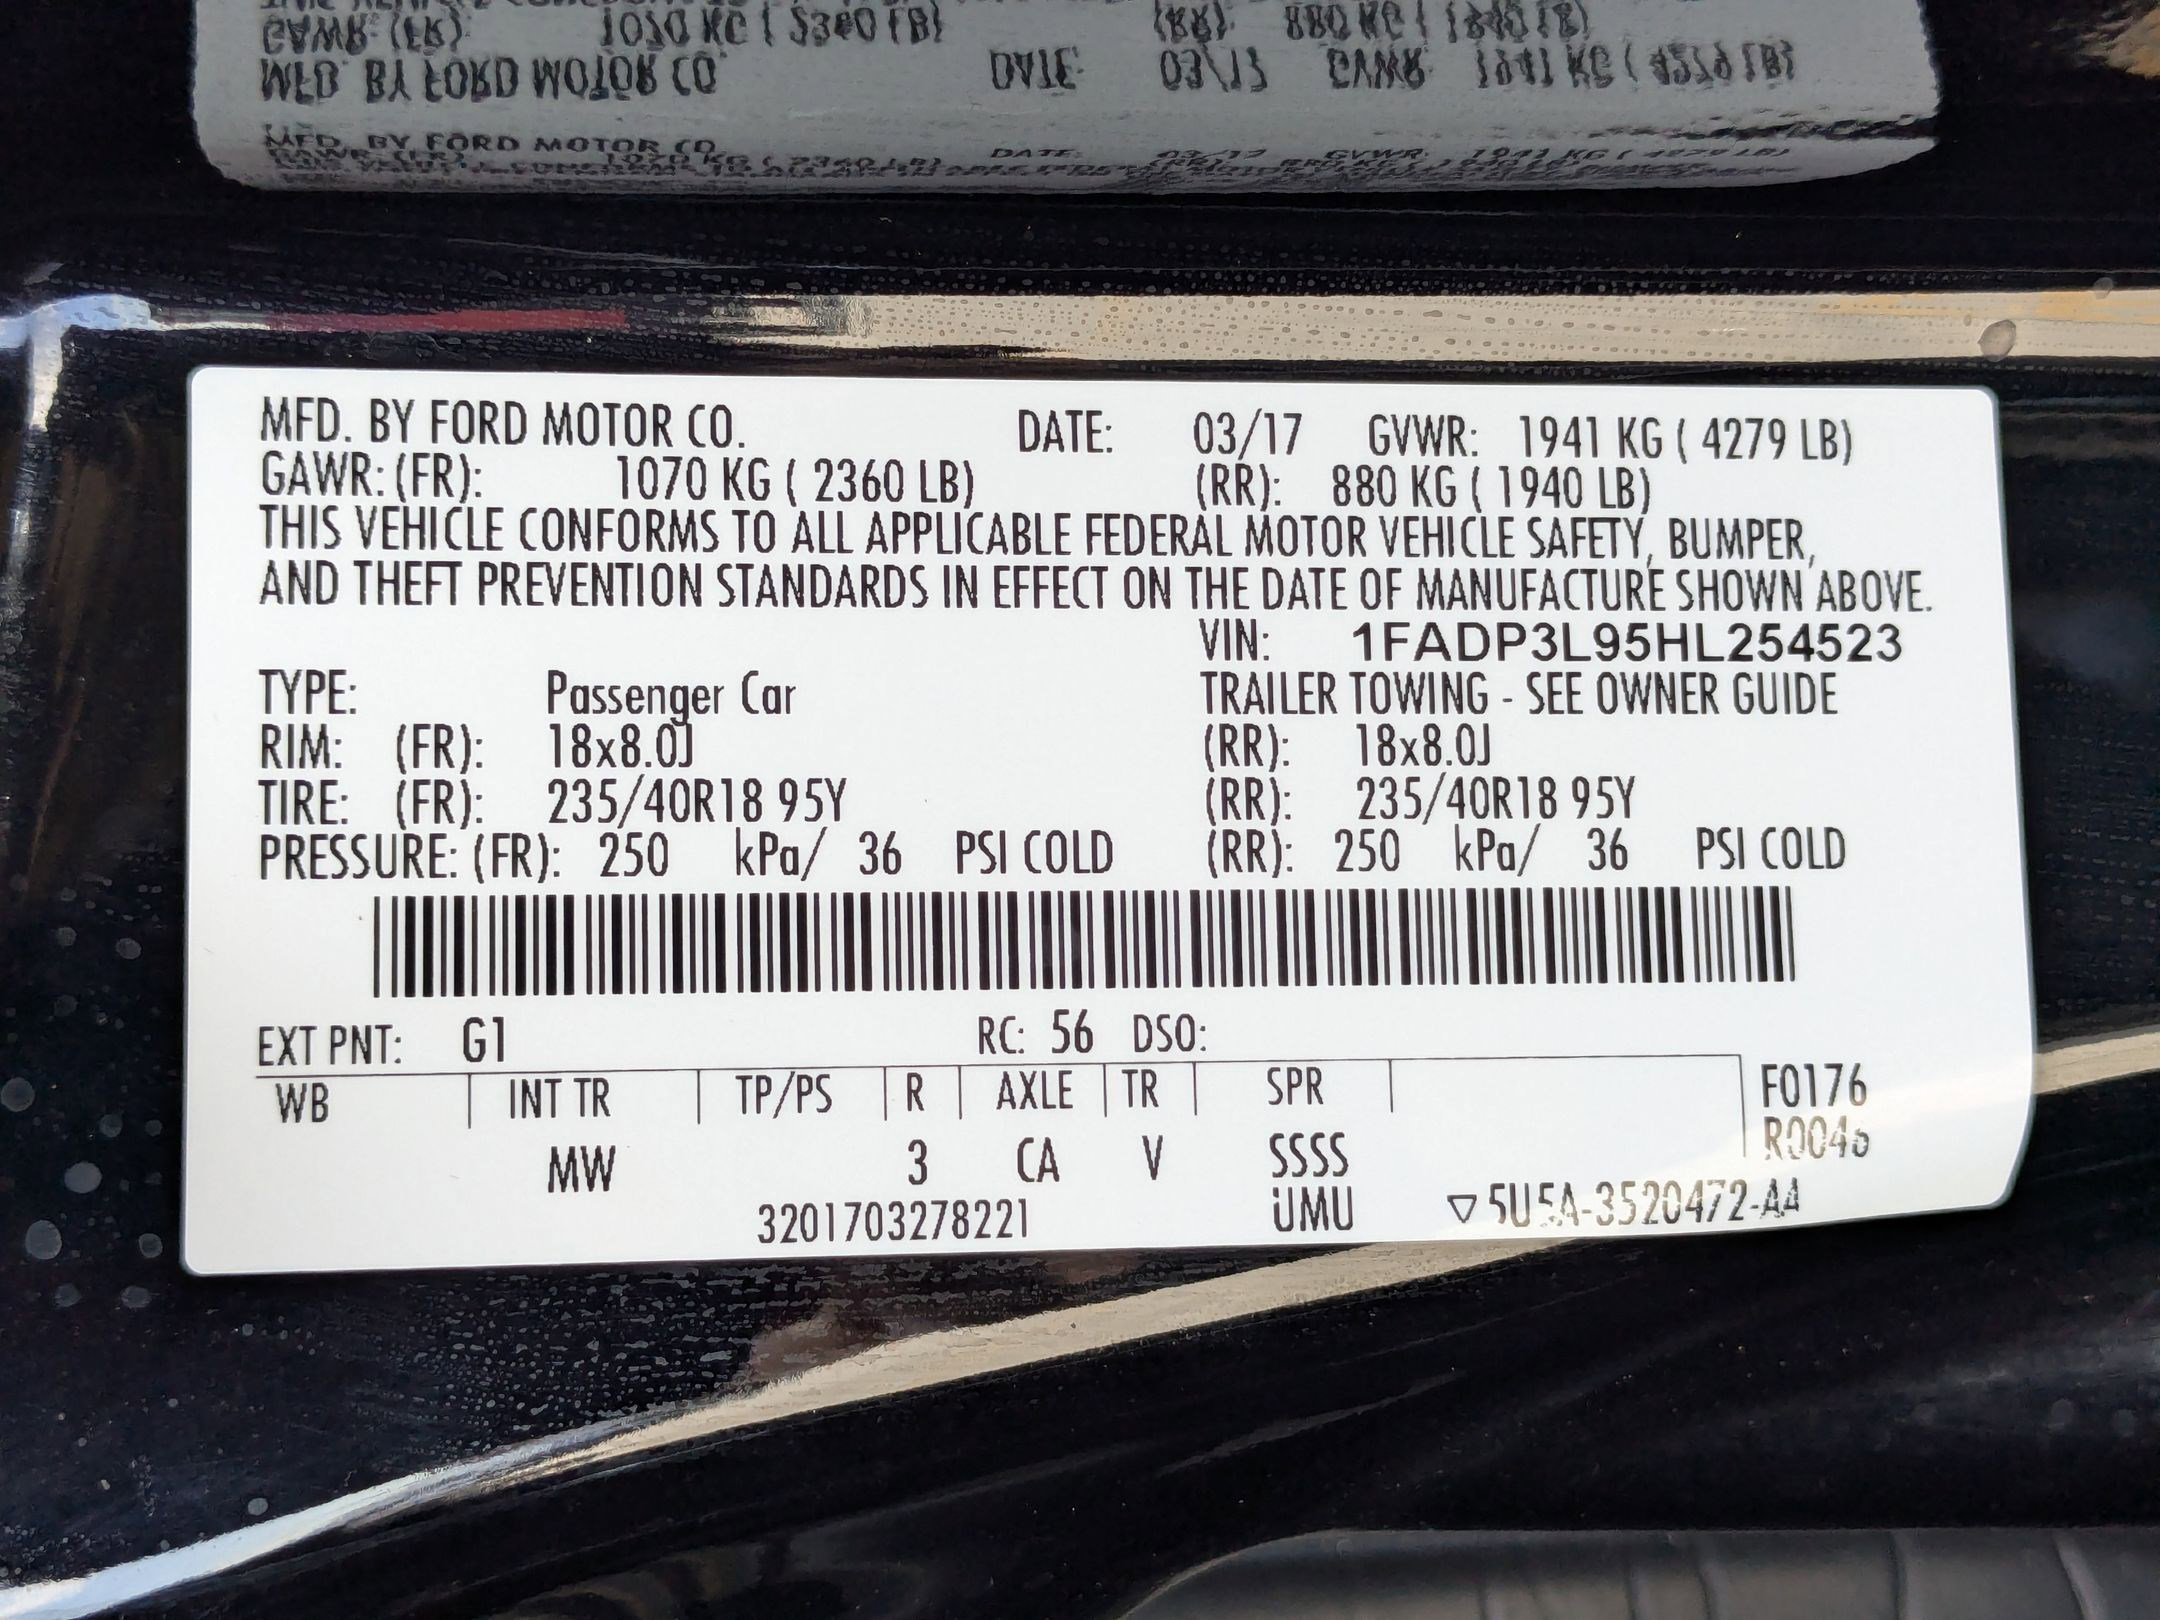 MFD. BY FORD MOTOR CO. DATE: 03/17 GVWR: 1941 KG ( 4279 LB)
GAWR: (FR): 1070 KG ( 2360 LB) (RR): 880 KG ( 1940 LB)
THIS VEHICLE CONFORMS TO ALL APPLICABLE FEDERAL MOTOR VEHICLE SAFETY, BUMPER,
AND THEFT PREVENTION STANDARDS IN EFFECT ON THE DATE OF MANUFACTURE SHOWN ABOVE.
VIN: 1FADP3L95HL254523
TYPE: Passenger Car TRAILER TOWING - SEE OWNER GUIDE
RIM: (FR): 18x8.0J (RR): 18x8.0J
TIRE: (FR): 235/40R18 95Y (RR): 235/40R18 95Y
PRESSURE: (FR): 250 kPa/ 36 PSI COLD (RR): 250 kPa/ 36 PSI COLD
EXT PNT: G1 RC: 56 DSO:
WB INT TR TP/PS R AXLE TR SPR F0176
R0046
MW 3 CA V SSSS
3201703278221 UMU ▽5U5A-3520472-AA